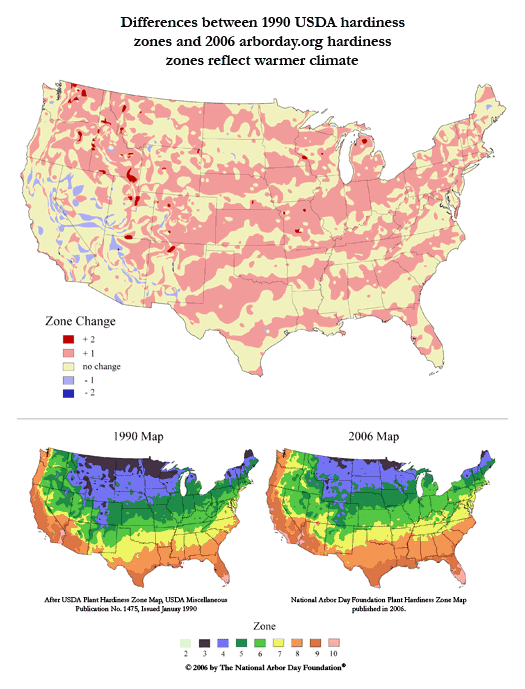 Differences between 1990 USDA hardiness
zones and 2006 arborday.org hardiness
zones reflect warmer climate
Zone Change
+ 2
+ 1
no change
- 1
- 2
1990 Map
2006 Map
After USDA Plant Hardiness Zone Map, USDA Miscellaneous
Publication No. 1475, Issued Januay 1990
National Arbor Day Foundation Plant Hardiness Zone Map
published in 2006.
Zone
2 3 4 5 6 7 8 9 10
© 2006 by The National Arbor Day Foundation®